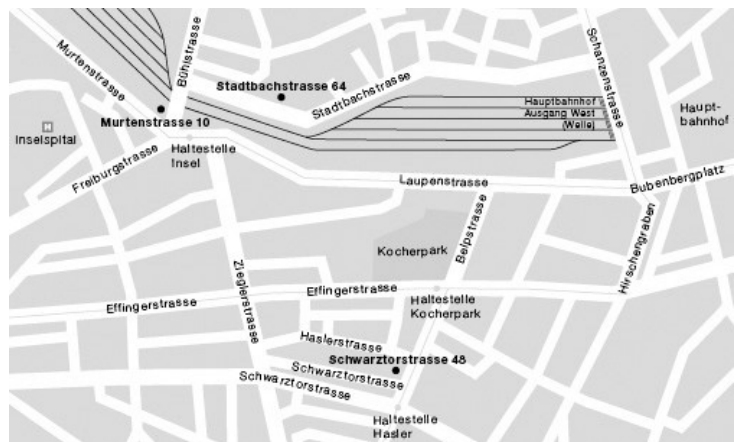 Murtenstrasse
Bühlstrasse
Stadtbachstrasse 64
Stadtbachstrasse
Schanzenstrasse
Hauptbahnhof
Ausgang West
(Welle)
Haupt-
bahnhof
H
Inselspital
Murtenstrasse 10
Haltestelle
Insel
Freiburgstrasse
Laupenstrasse
Bubenbergplatz
Belpstrasse
Hirschengraben
Kocherpark
Zieglerstrasse
Effingerstrasse
Effingerstrasse
Haltestelle
Kocherpark
Haslerstrasse
Schwarztorstrasse 48
Schwarztorstrasse
Schwarztorstrasse
Haltestelle
Hasler